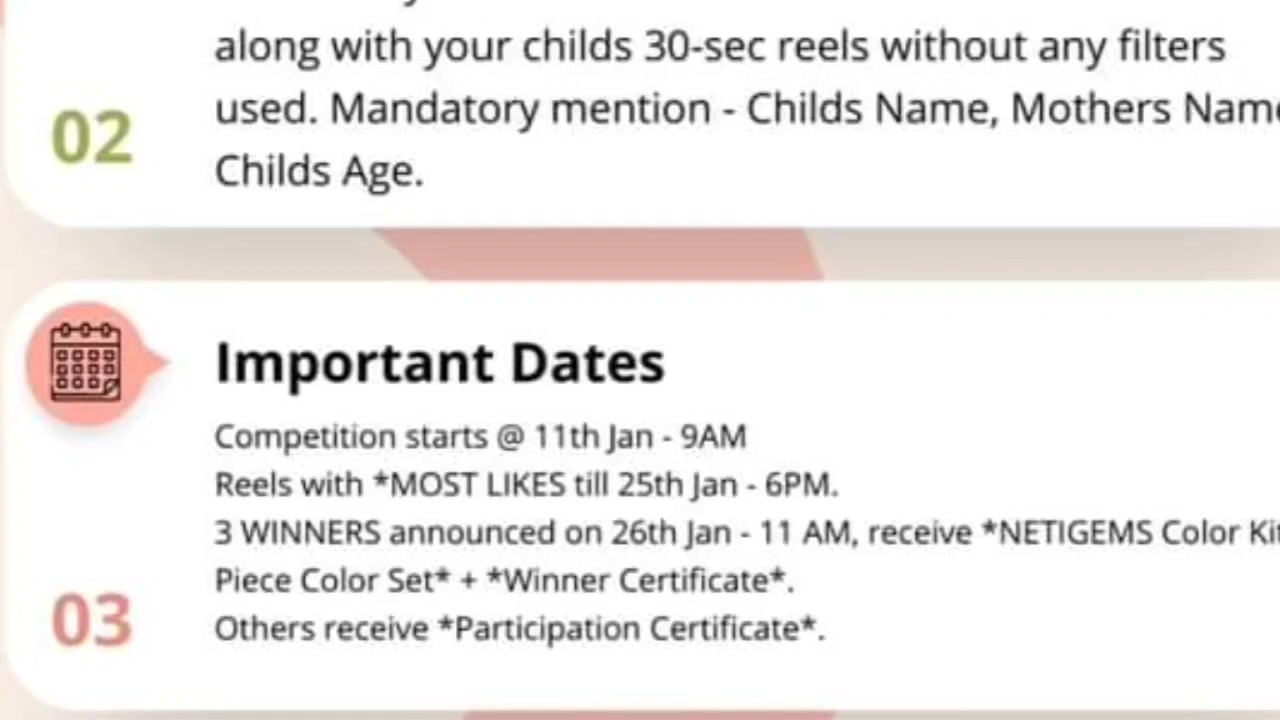 along with your childs 30-sec reels without any filters
used. Mandatory mention - Childs Name, Mothers
02
Childs Age.
Important Dates
Competition starts @ 11th Jan - 9AM
Reels with *MOST LIKES till 25th Jan - 6PM.
3 WINNERS announced on 26th Jan - 11 AM, receive *NETIGEMS Color
Piece Color Set* + *Winner Certificate*.
03
Others receive *Participation Certificate*.